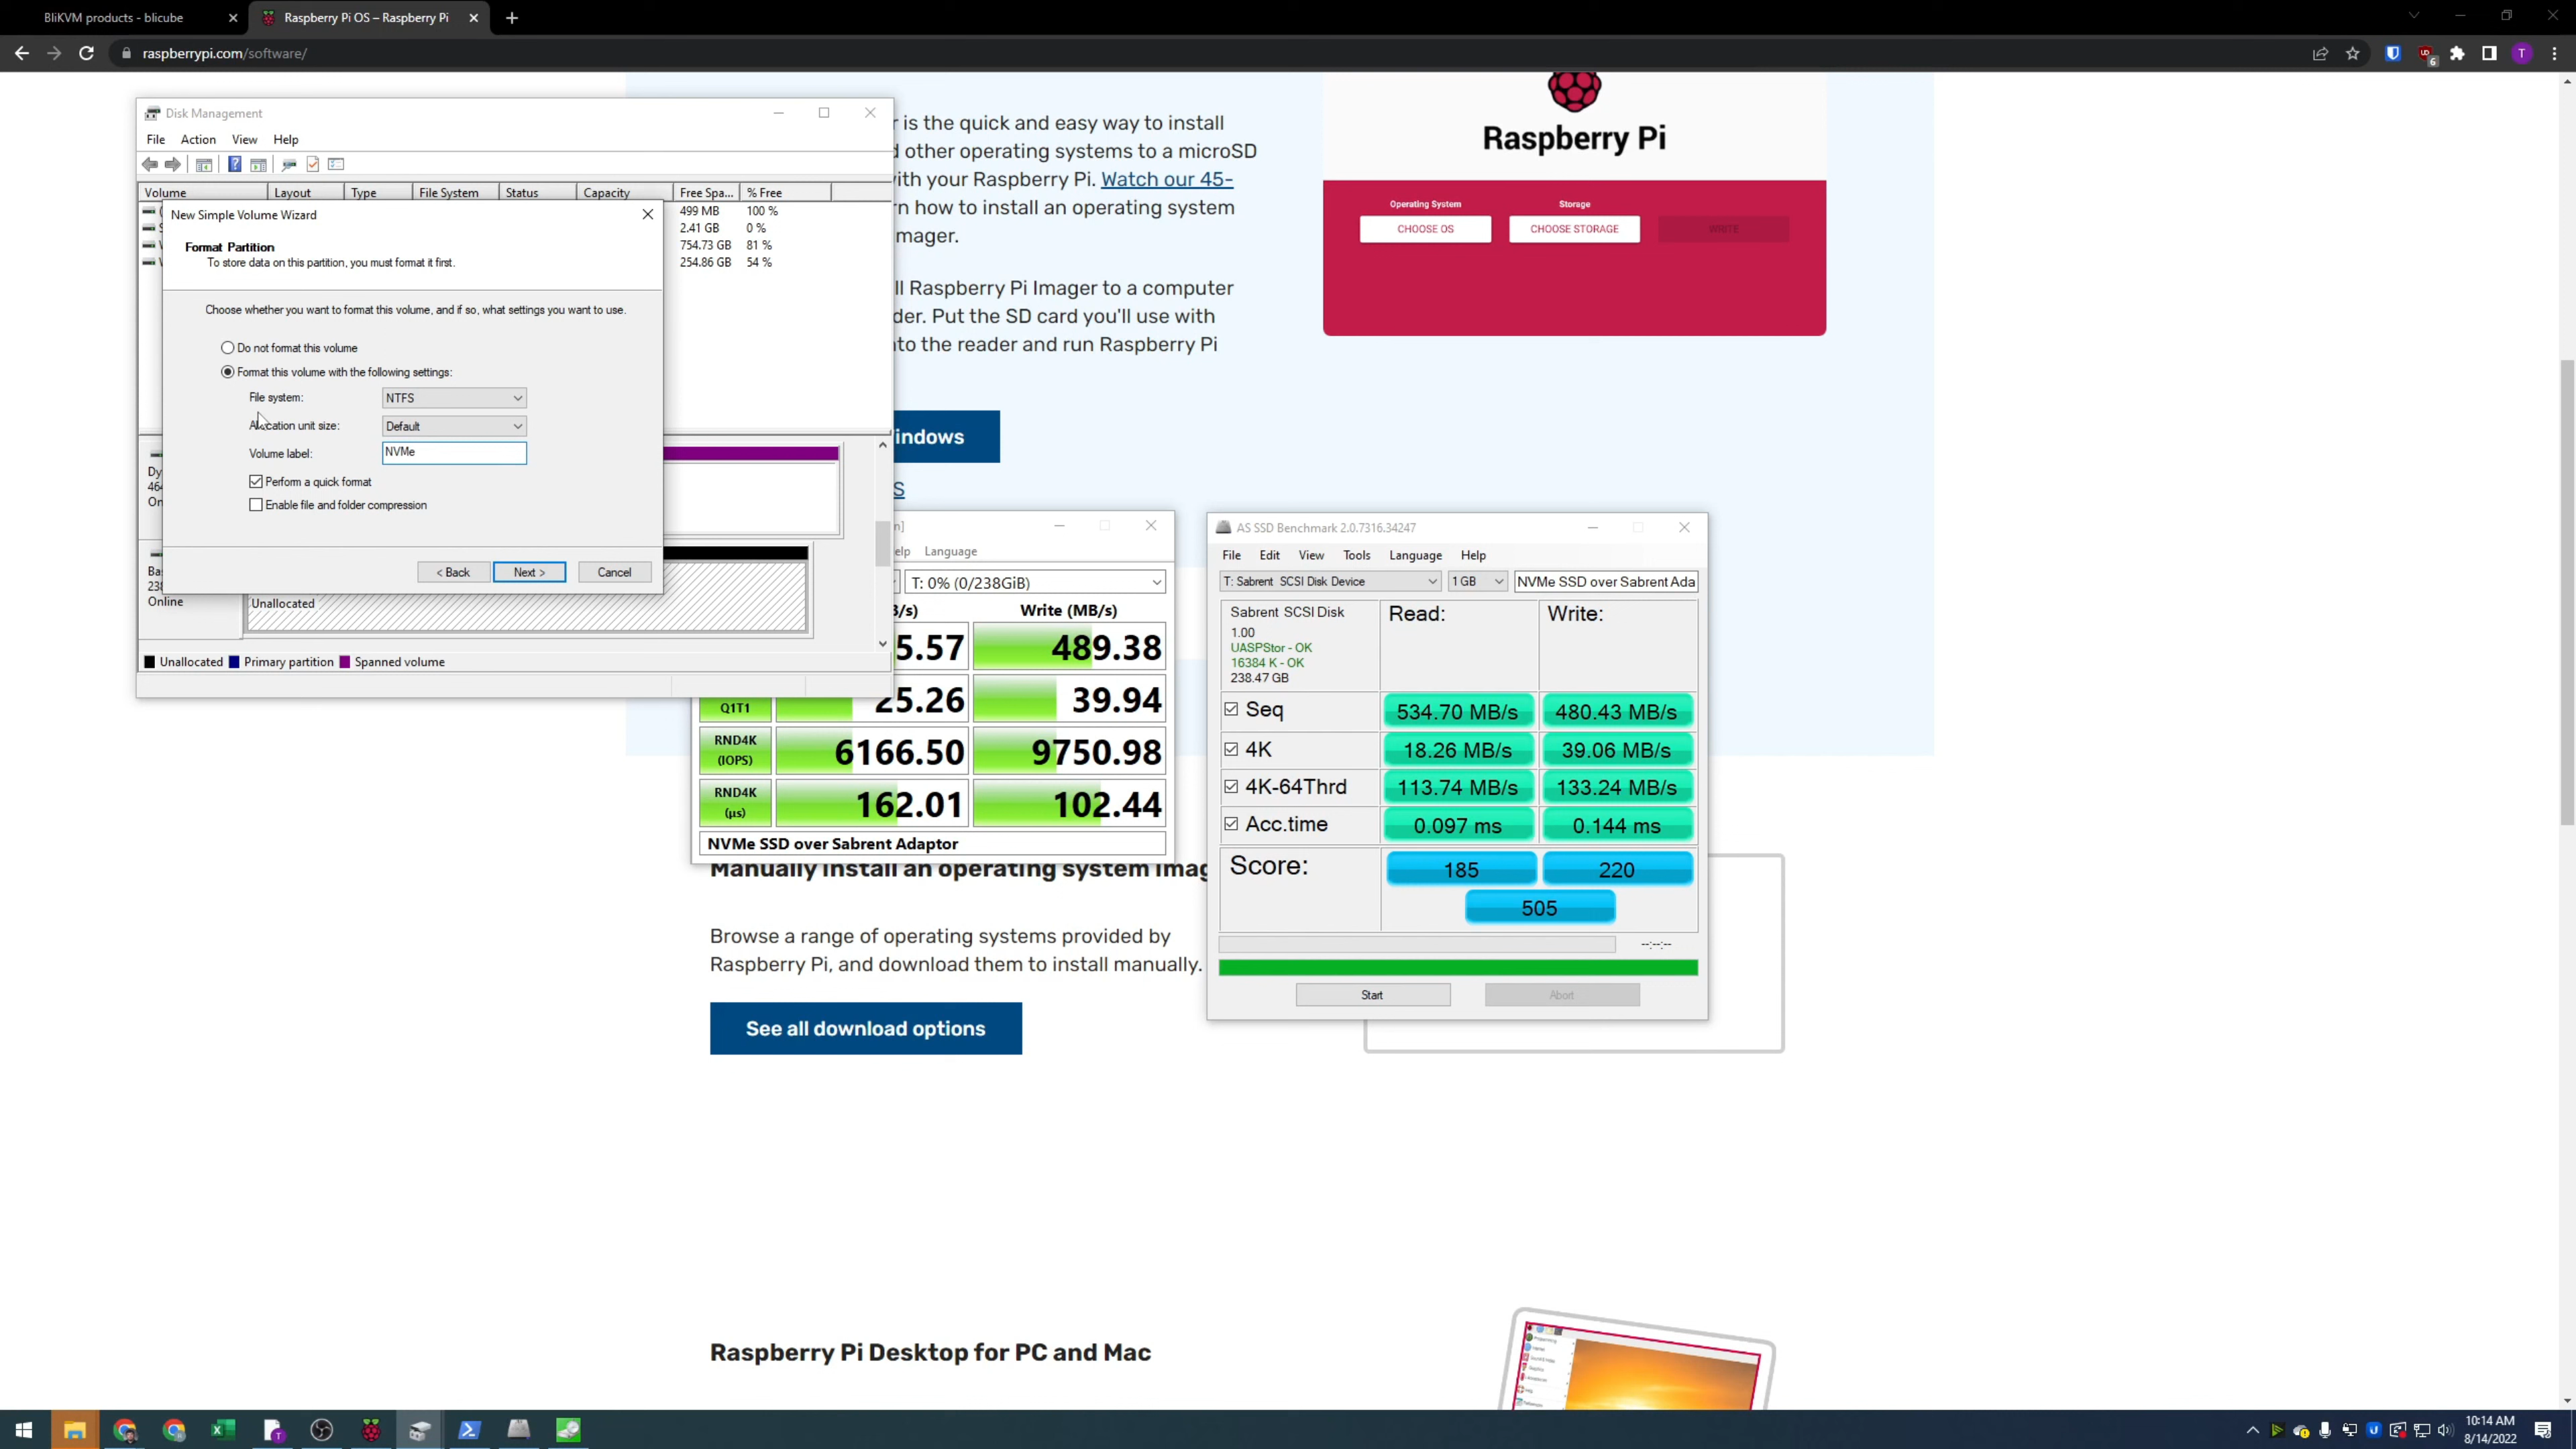 BliKVM products - blicube
Raspberry Pi OS – Raspberry Pi
raspberrypi.com/software/
6
T
Disk Management
File Action View Help
Volume Layout Type File System Status Capacity Free Spa... % Free
499 MB 100 %
2.41 GB 0 %
754.73 GB 81 %
254.86 GB 54 %
New Simple Volume Wizard
Format Partition
To store data on this partition, you must format it first.
Choose whether you want to format this volume, and if so, what settings you want to use.
Do not format this volume
Format this volume with the following settings:
File system: NTFS
Allocation unit size: Default
Volume label: NVMe
Perform a quick format
Enable file and folder compression
< Back Next > Cancel
Dy
464
On
Ba
238
Online
Unallocated
Unallocated Primary partition Spanned volume
r is the quick and easy way to install
d other operating systems to a microSD
with your Raspberry Pi. Watch our 45-
rn how to install an operating system
mager.
ll Raspberry Pi Imager to a computer
der. Put the SD card you'll use with
nto the reader and run Raspberry Pi
indows
S
Raspberry Pi
Operating System Storage
CHOOSE OS CHOOSE STORAGE WRITE
n]
elp Language
T: 0% (0/238GiB)
B/s) Write (MB/s)
5.57 489.38
Q1T1 25.26 39.94
RND4K
(IOPS) 6166.50 9750.98
RND4K
(µs) 162.01 102.44
NVMe SSD over Sabrent Adaptor
AS SSD Benchmark 2.0.7316.34247
File Edit View Tools Language Help
T: Sabrent SCSI Disk Device 1 GB NVMe SSD over Sabrent Ada
Sabrent SCSI Disk
1.00
UASPStor - OK
16384 K - OK
238.47 GB
Read: Write:
Seq 534.70 MB/s 480.43 MB/s
4K 18.26 MB/s 39.06 MB/s
4K-64Thrd 113.74 MB/s 133.24 MB/s
Acc.time 0.097 ms 0.144 ms
Score: 185 220
505
--:--:--
Start Abort
Manually install an operating system imag
Browse a range of operating systems provided by
Raspberry Pi, and download them to install manually.
See all download options
Raspberry Pi Desktop for PC and Mac
10:14 AM
8/14/2022